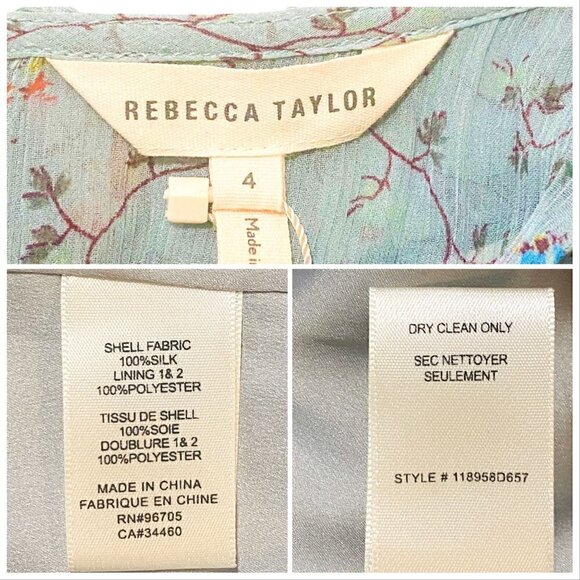 REBECCA TAYLOR
4
Made in
SHELL FABRIC
100%SILK
LINING 1& 2
100%POLYESTER
TISSU DE SHELL
100%SOIE
DOUBLURE 1& 2
100%POLYESTER
MADE IN CHINA
FABRIQUE EN CHINE
RN#96705
CA#34460
DRY CLEAN ONLY
SEC NETTOYER
SEULEMENT
STYLE # 118958D657